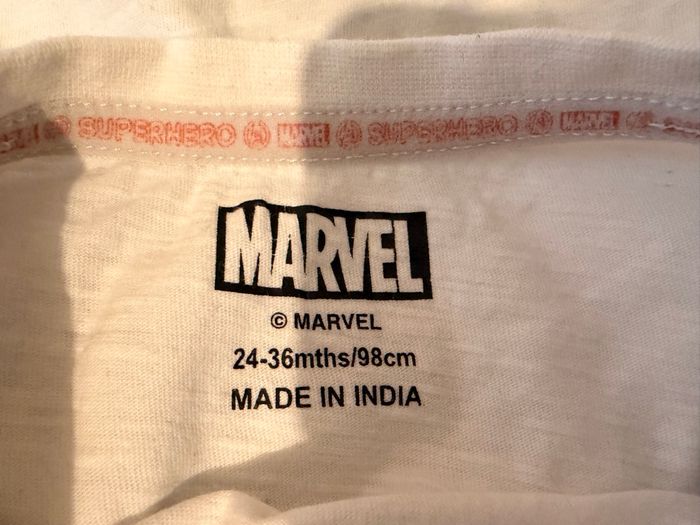 SUPERHERO MARVEL SUPERHERO MARVEL
MARVEL
© MARVEL
24-36mths/98cm
MADE IN INDIA